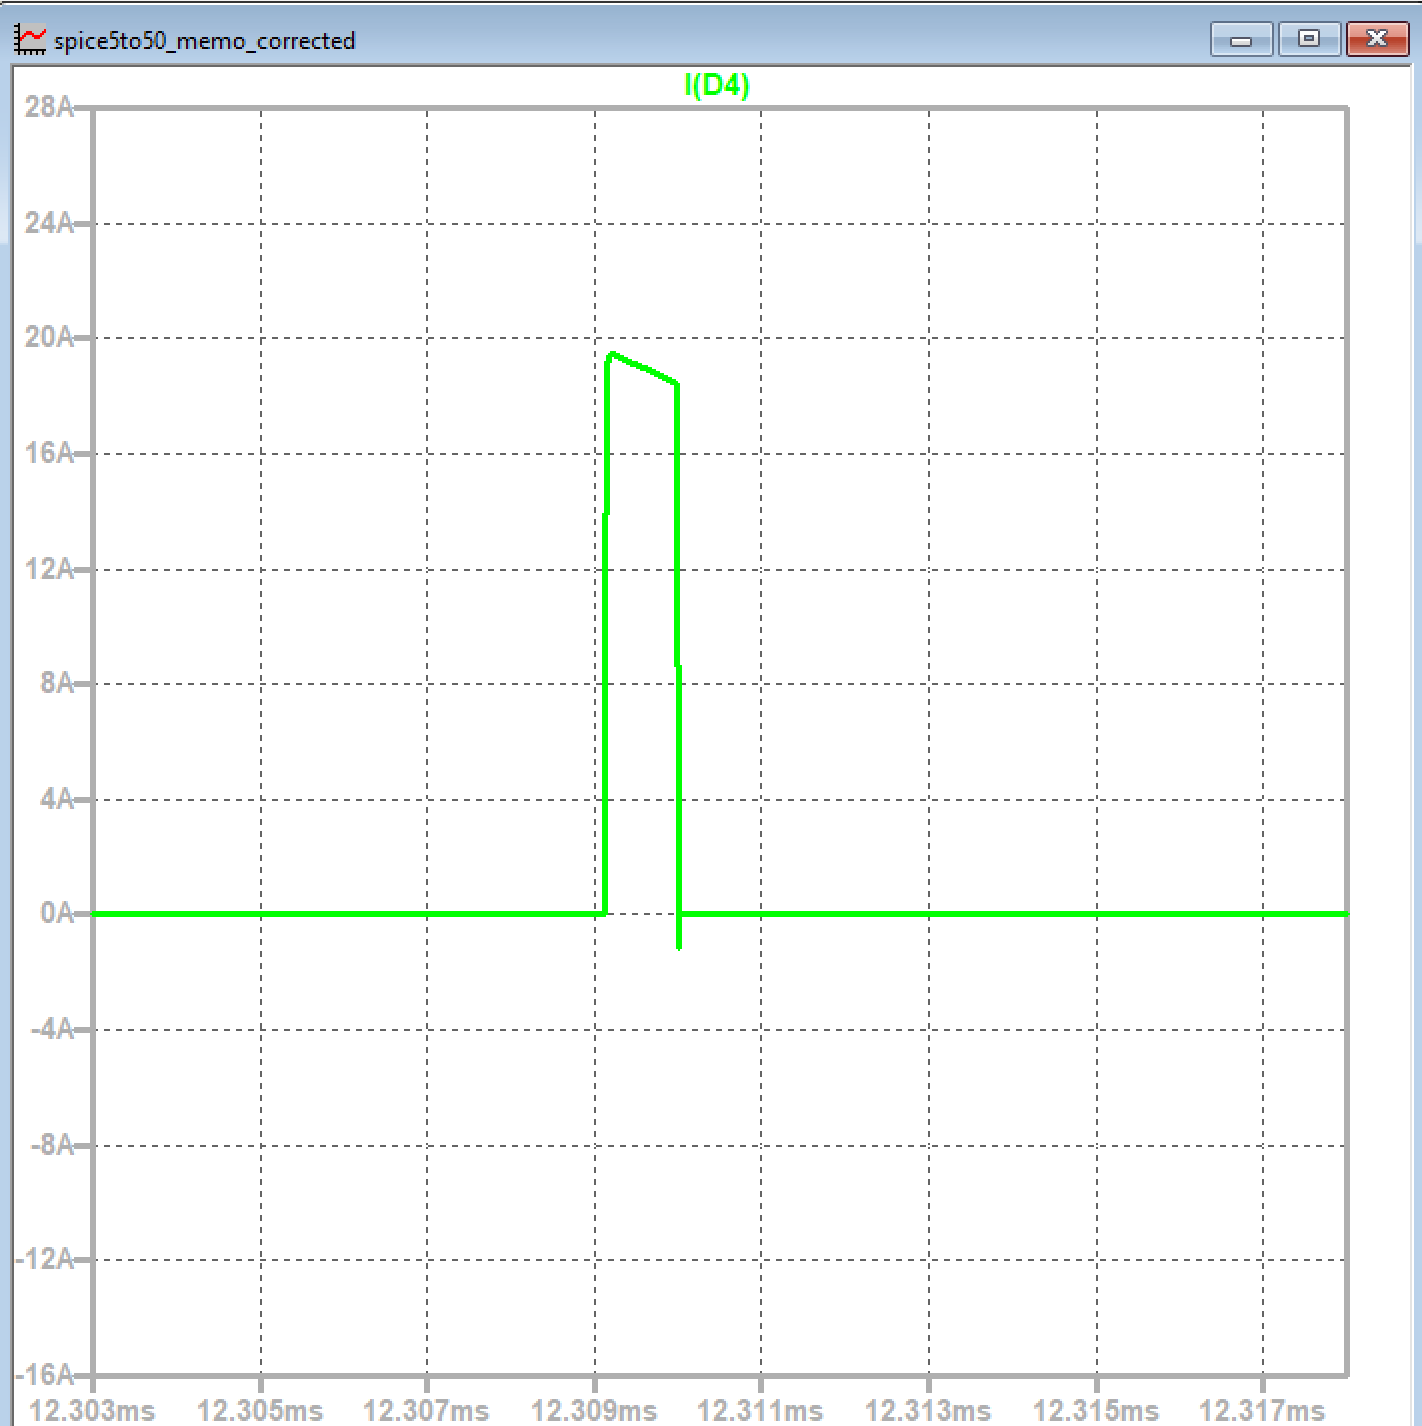 spice5to50_memo_corrected
I(D4)
28A
24A
20A
16A
12A
8A
4A
0A
-4A
-8A
-12A
-16A
12.303ms 12.305ms 12.307ms 12.309ms 12.311ms 12.313ms 12.315ms 12.317ms